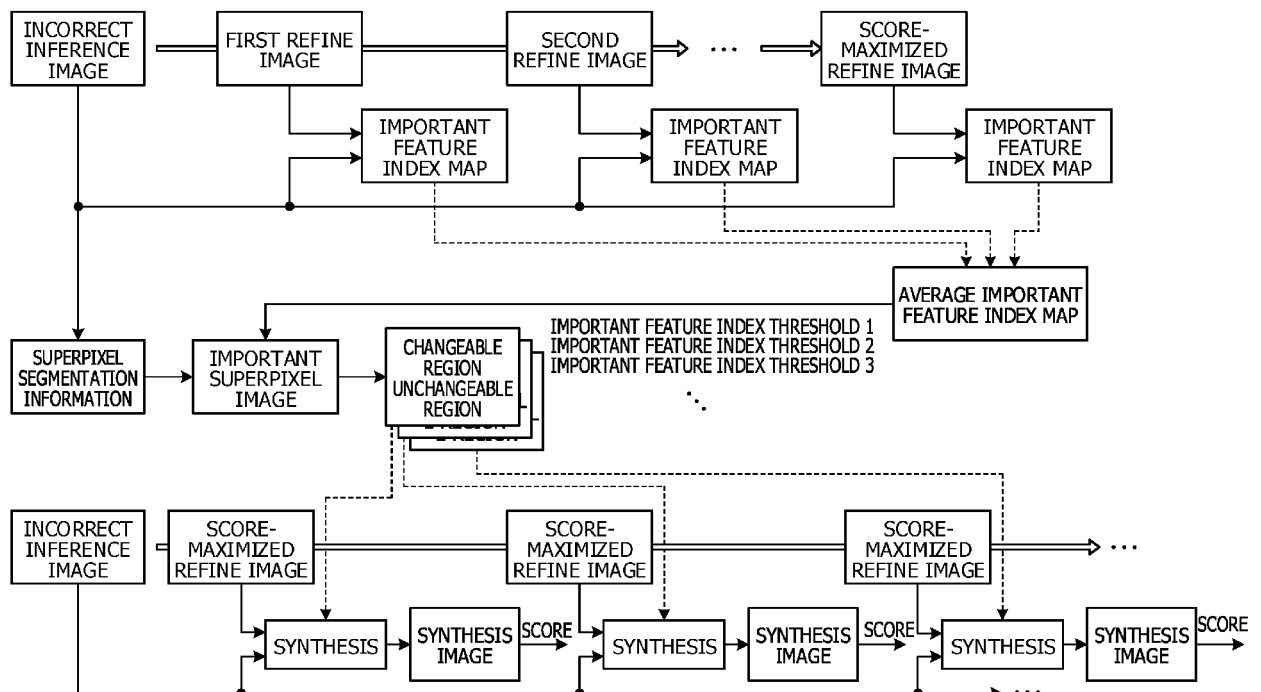 INCORRECT
INFERENCE
IMAGE
FIRST REFINE
IMAGE
SECOND
REFINE IMAGE
...
SCORE-
MAXIMIZED
REFINE IMAGE
IMPORTANT
FEATURE
INDEX MAP
IMPORTANT
FEATURE
INDEX MAP
IMPORTANT
FEATURE
INDEX MAP
AVERAGE IMPORTANT
FEATURE INDEX MAP
SUPERPIXEL
SEGMENTATION
INFORMATION
IMPORTANT
SUPERPIXEL
IMAGE
CHANGEABLE
REGION
UNCHANGEABLE
REGION
IMPORTANT FEATURE INDEX THRESHOLD 1
IMPORTANT FEATURE INDEX THRESHOLD 2
IMPORTANT FEATURE INDEX THRESHOLD 3
INCORRECT
INFERENCE
IMAGE
SCORE-
MAXIMIZED
REFINE IMAGE
SCORE-
MAXIMIZED
REFINE IMAGE
SCORE-
MAXIMIZED
REFINE IMAGE
...
SYNTHESIS
SYNTHESIS
IMAGE
SCORE
SYNTHESIS
SYNTHESIS
IMAGE
SCORE
SYNTHESIS
SYNTHESIS
IMAGE
SCORE